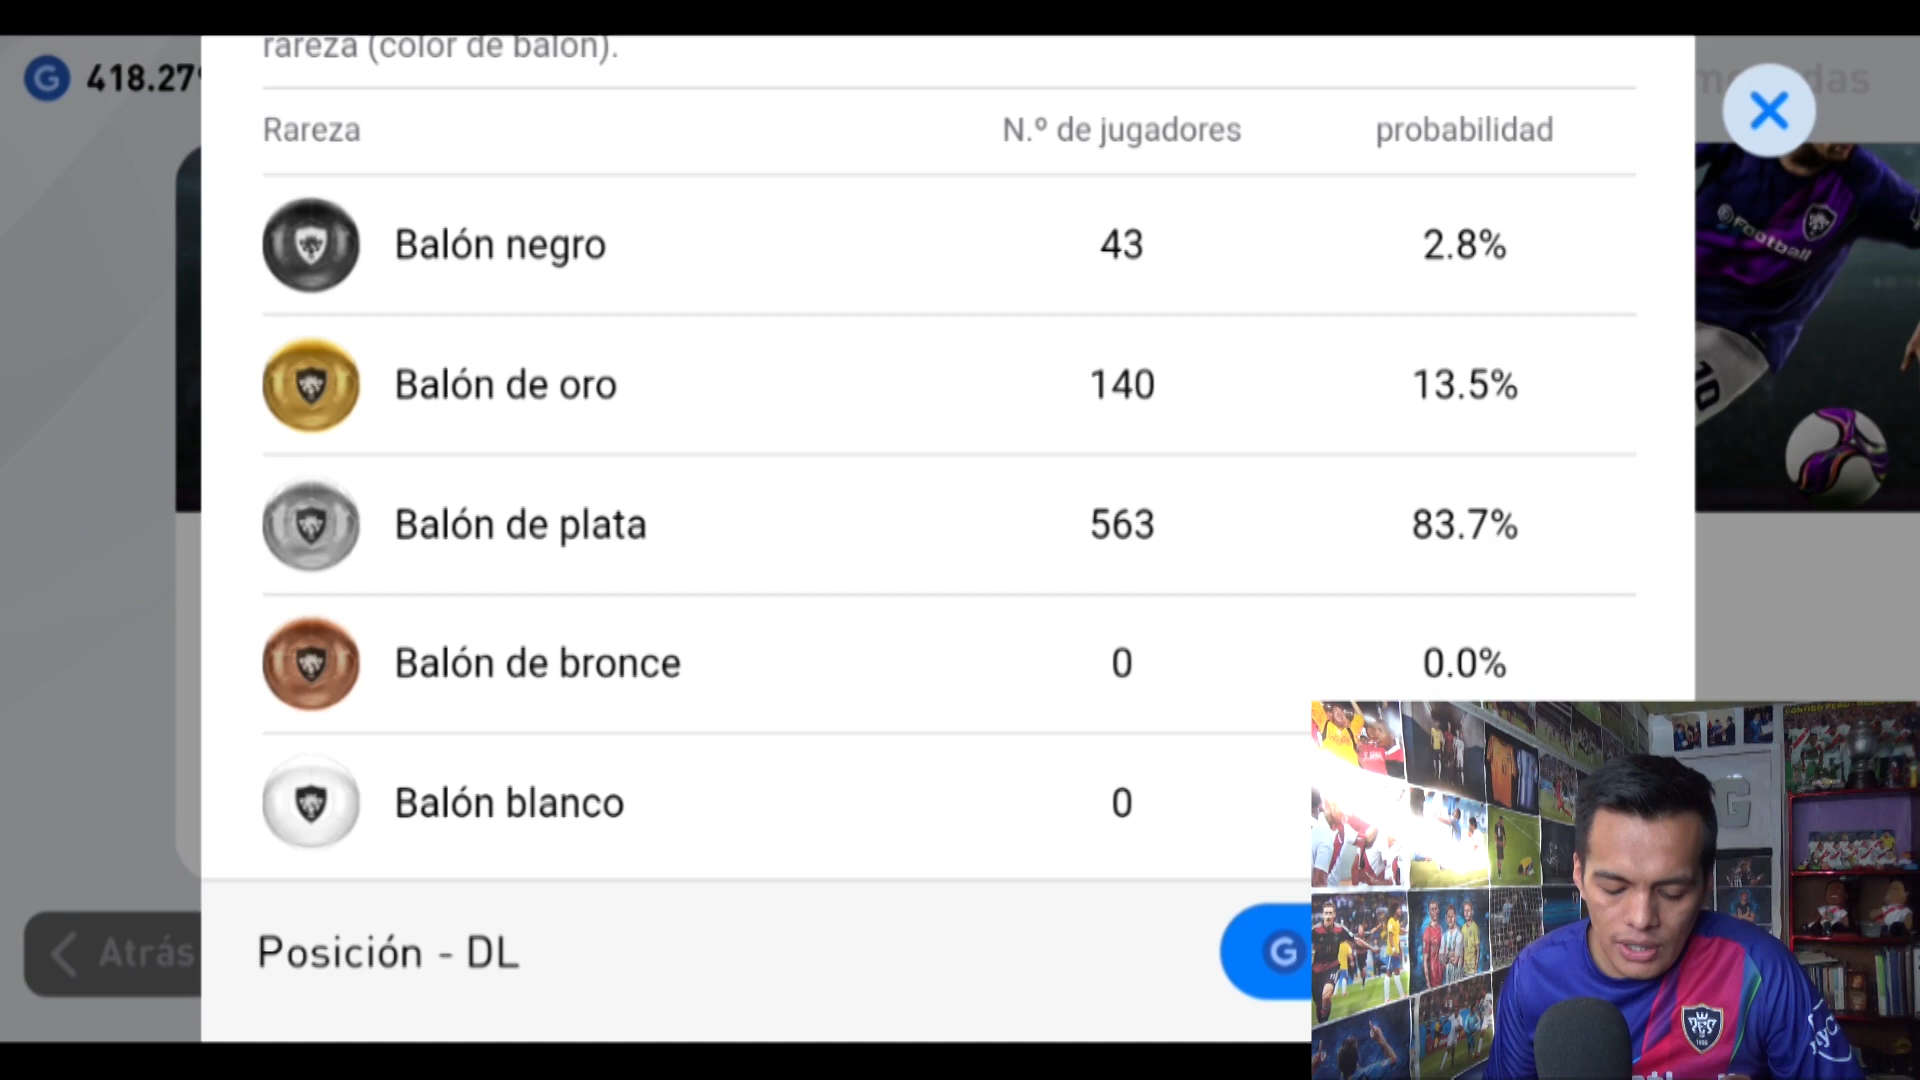 rareza (color de balón).
G 418.279
Rareza N.º de jugadores probabilidad
Balón negro 43 2.8%
Balón de oro 140 13.5%
Balón de plata 563 83.7%
Balón de bronce 0 0.0%
Balón blanco 0
Atrás
Posición - DL
G
eFootball
10